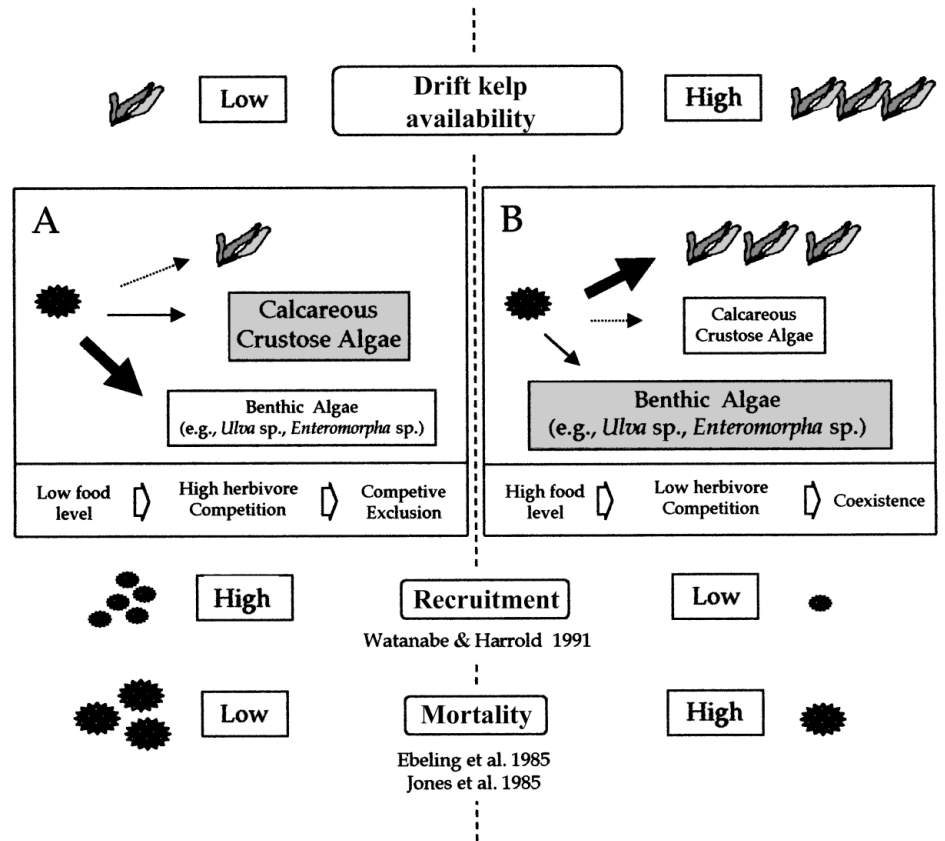 Low
Drift kelp
availability
High
A
Calcareous
Crustose Algae
Benthic Algae
(e.g., Ulva sp., Enteromorpha sp.)
Low food
level
High herbivore
Competition
Competive
Exclusion
B
Calcareous
Crustose Algae
Benthic Algae
(e.g., Ulva sp., Enteromorpha sp.)
High food
level
Low herbivore
Competition
Coexistence
High
Recruitment
Low
Watanabe & Harrold 1991
Low
Mortality
High
Ebeling et al. 1985
Jones et al. 1985